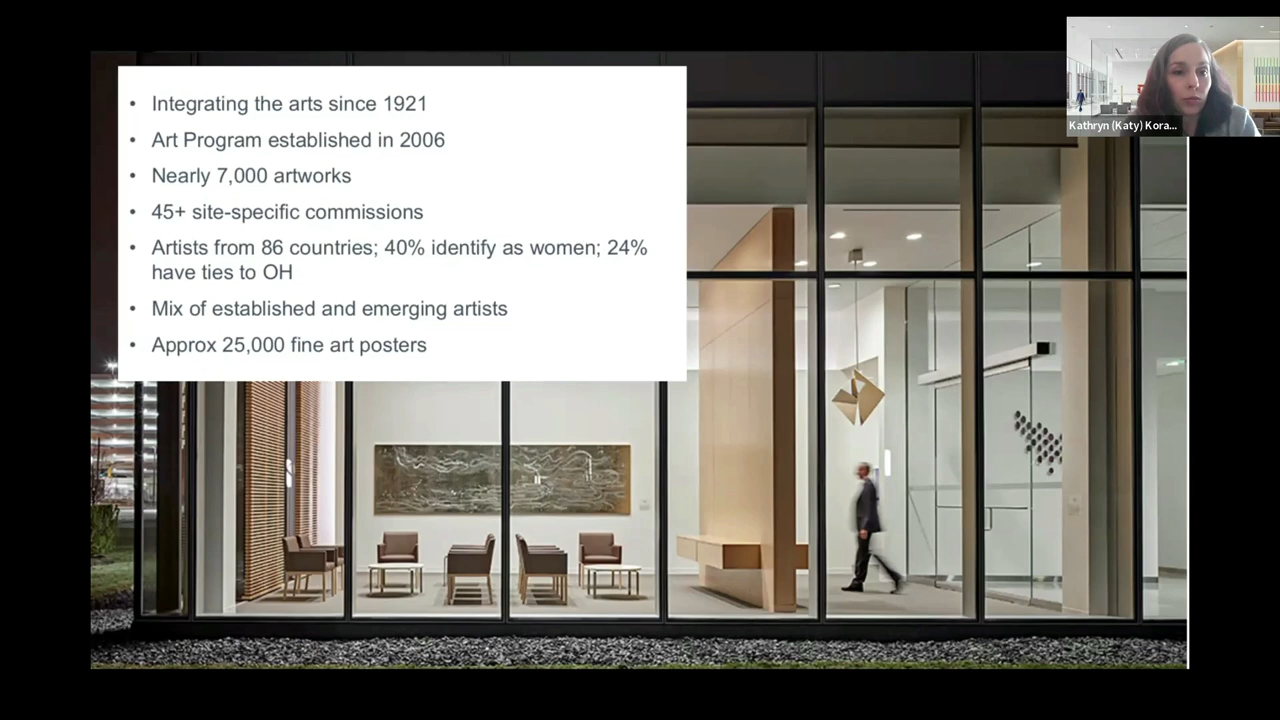 • Integrating the arts since 1921
• Art Program established in 2006
• Nearly 7,000 artworks
• 45+ site-specific commissions
• Artists from 86 countries; 40% identify as women; 24%
have ties to OH
• Mix of established and emerging artists
• Approx 25,000 fine art posters
Kathryn (Katy) Kora...